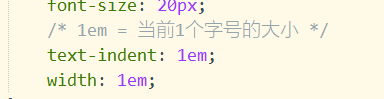 font-size: 20px;
/* 1em = 当前1个字号的大小 */
text-indent: 1em;
width: 1em;